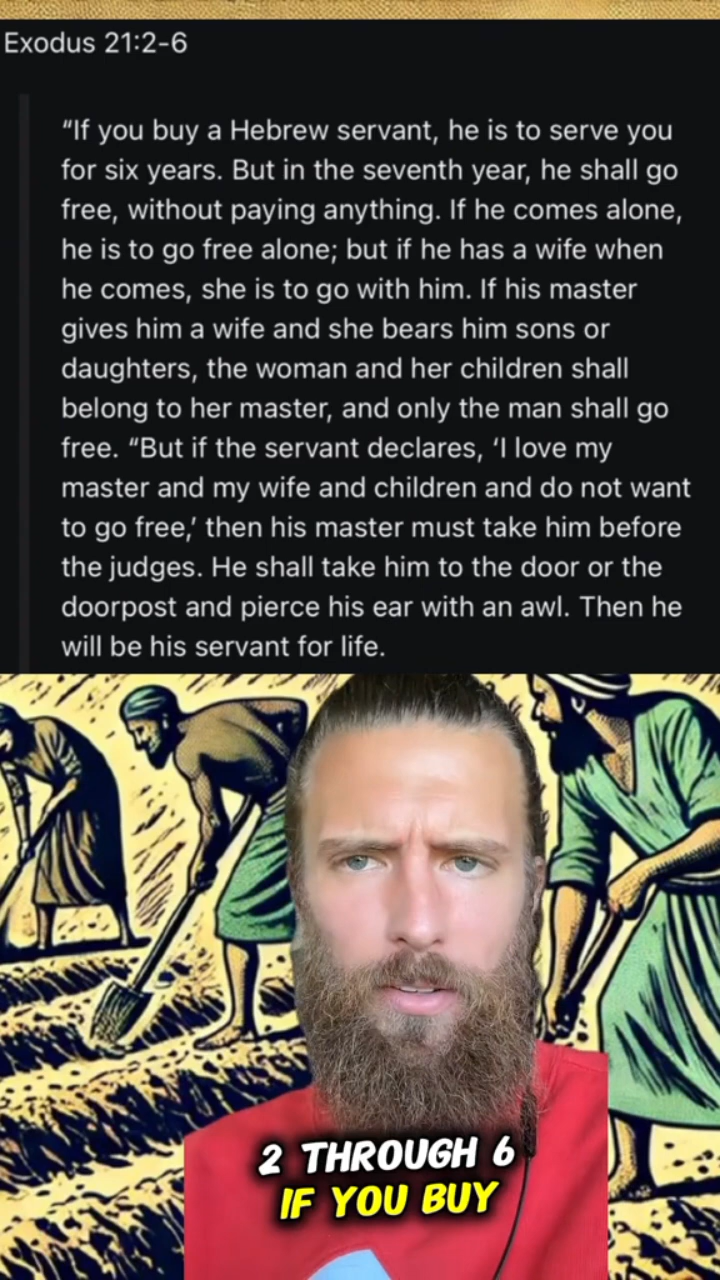 Exodus 21:2-6
“If you buy a Hebrew servant, he is to serve you
for six years. But in the seventh year, he shall go
free, without paying anything. If he comes alone,
he is to go free alone; but if he has a wife when
he comes, she is to go with him. If his master
gives him a wife and she bears him sons or
daughters, the woman and her children shall
belong to her master, and only the man shall go
free. “But if the servant declares, ‘I love my
master and my wife and children and do not want
to go free,’ then his master must take him before
the judges. He shall take him to the door or the
doorpost and pierce his ear with an awl. Then he
will be his servant for life.
2 THROUGH 6
IF YOU BUY